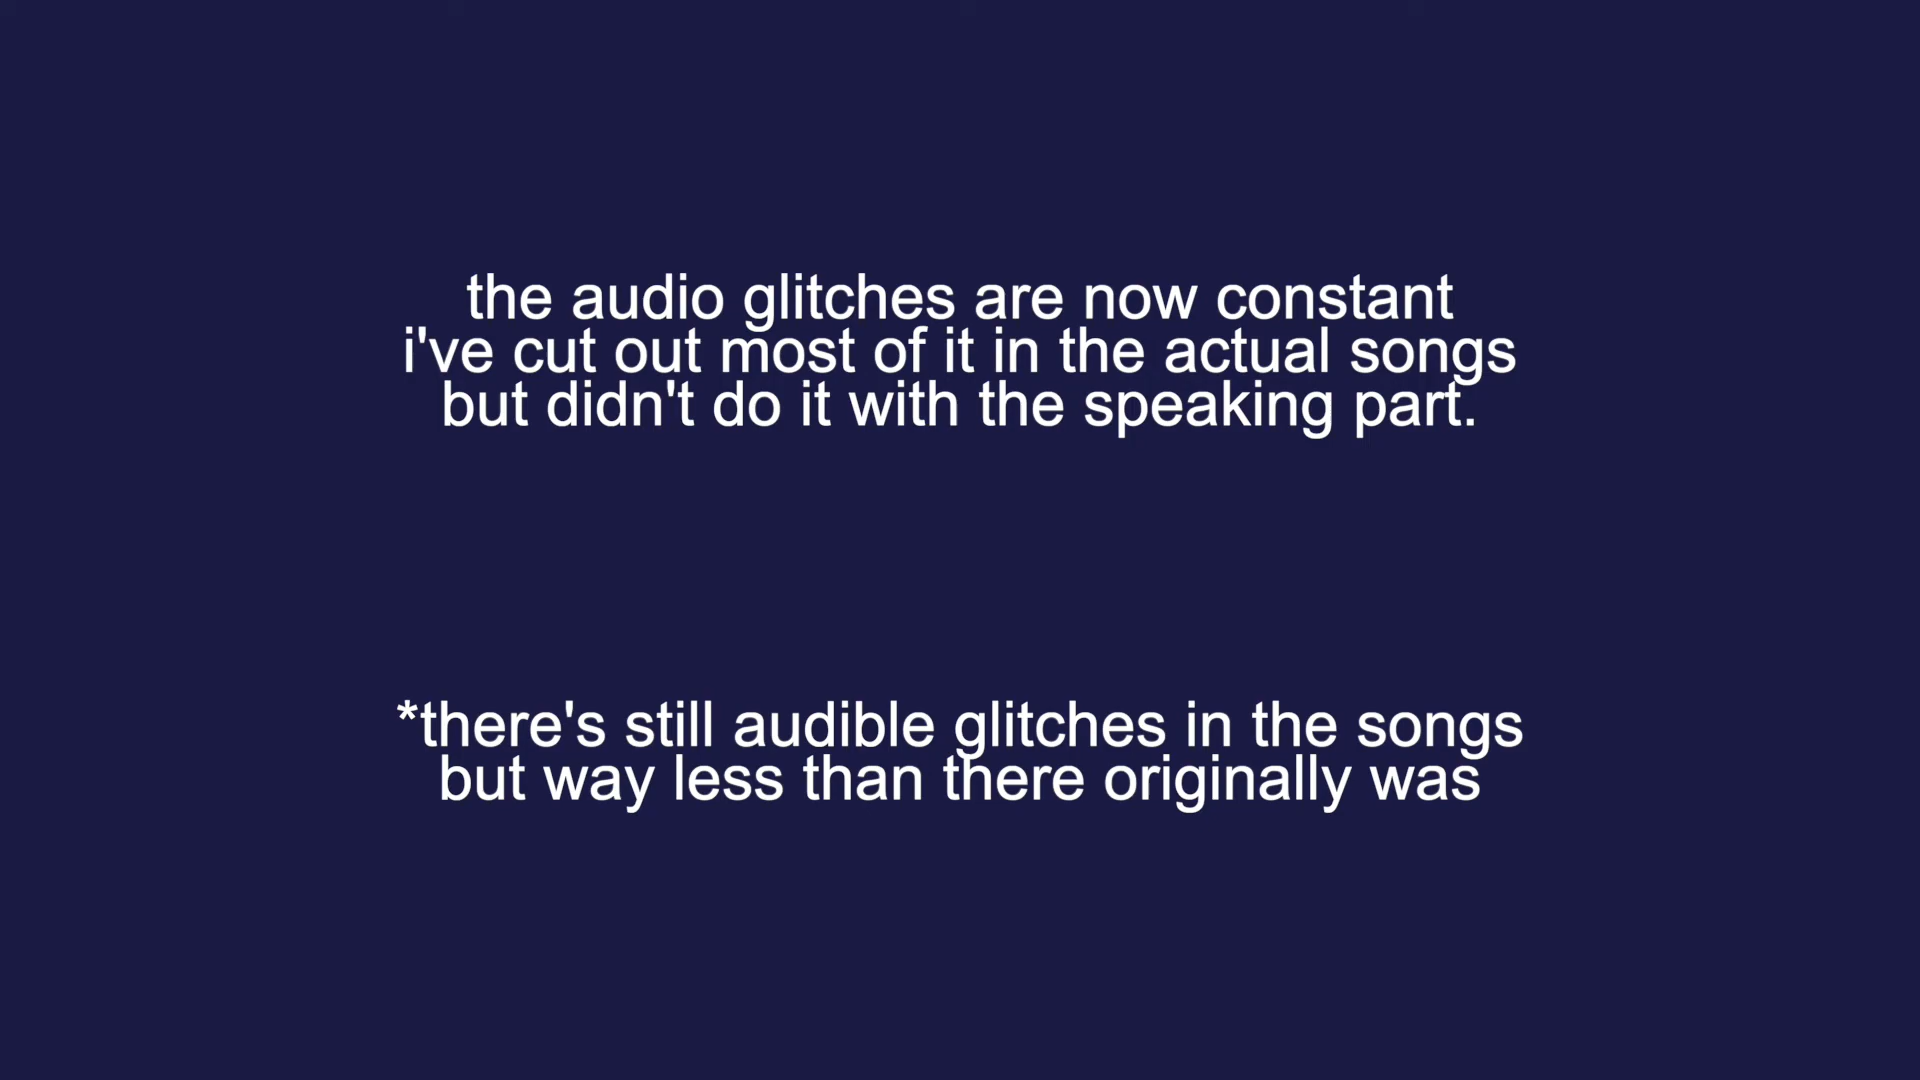 the audio glitches are now constant
i've cut out most of it in the actual songs
but didn't do it with the speaking part.
*there's still audible glitches in the songs
but way less than there originally was